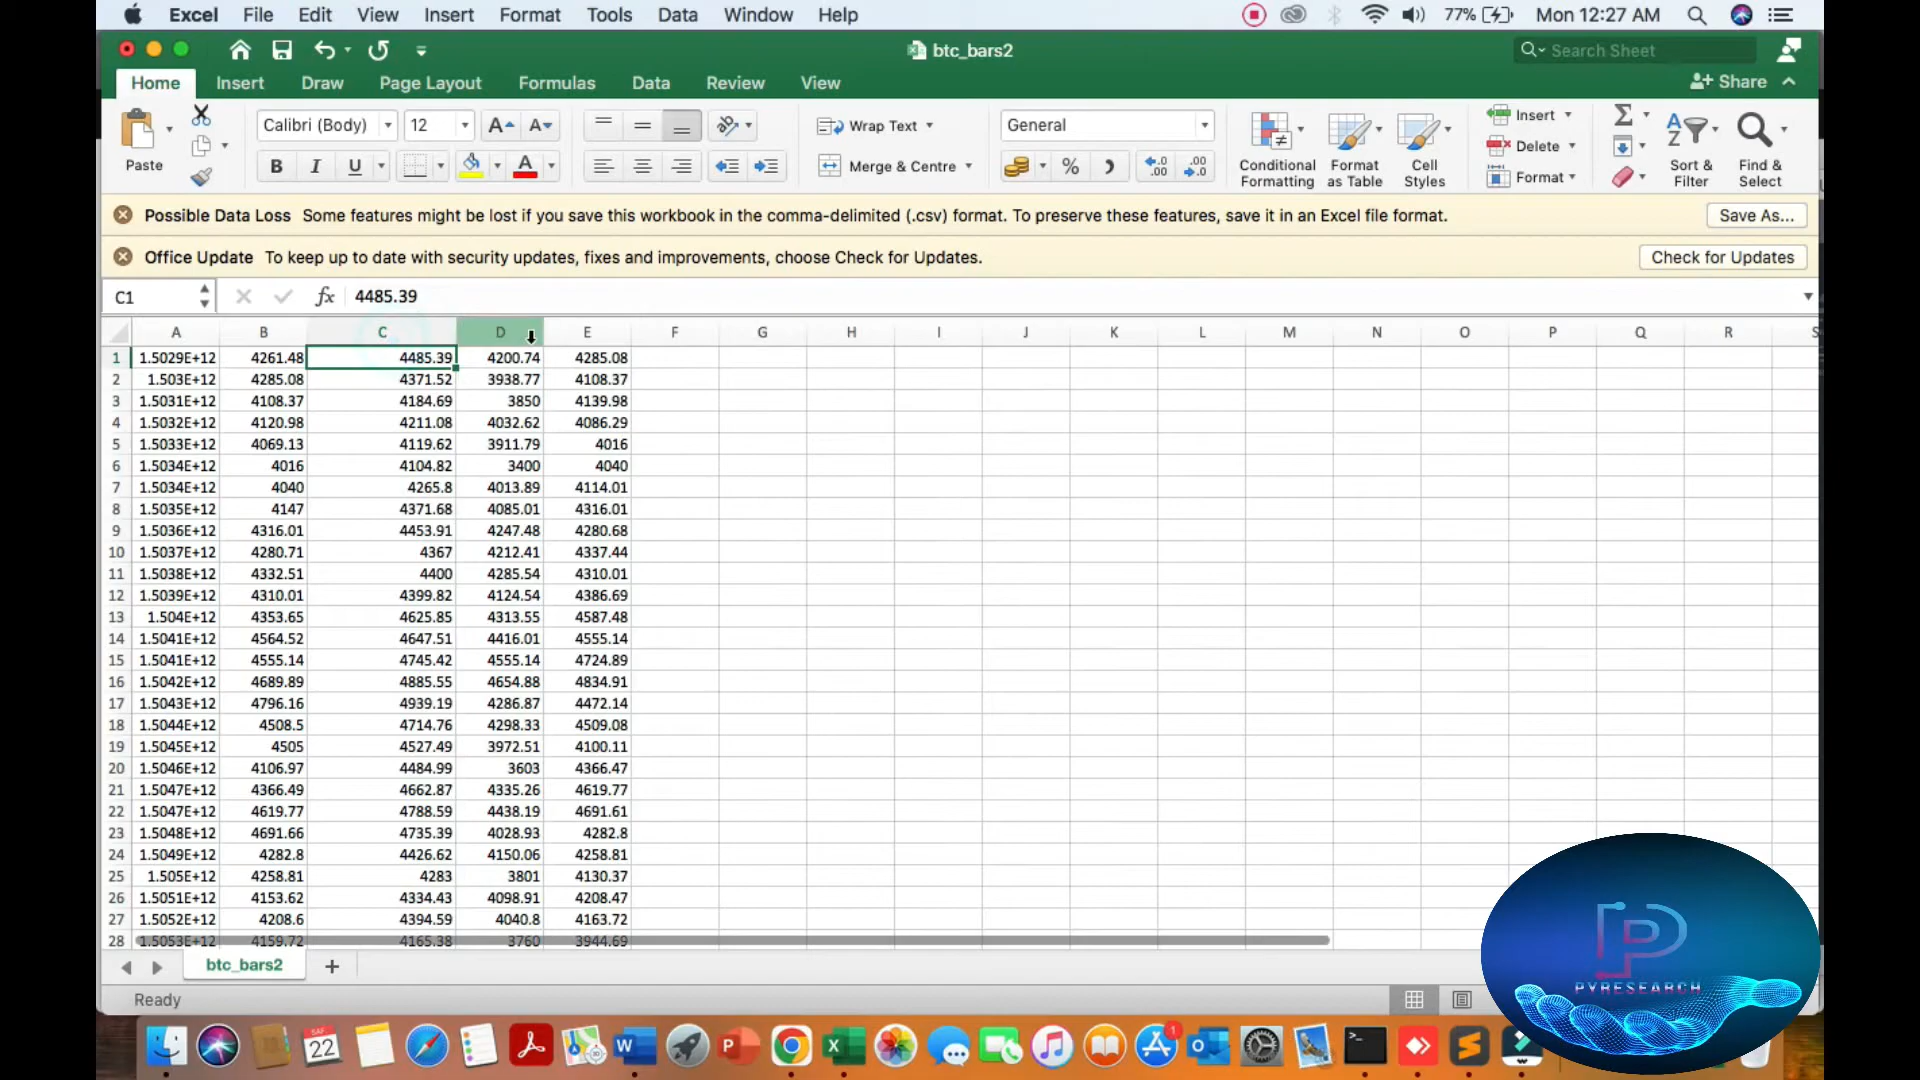 Excel File Edit View Insert Format Tools Data Window Help 77% Mon 12:27 AM
btc_bars2 Search Sheet
Home Insert Draw Page Layout Formulas Data Review View Share
Paste Calibri (Body) 12 Wrap Text General Conditional Formatting Format as Table Cell Styles Insert Sort & Filter Find & Select
B I U A Merge & Centre % Delete
Format
Possible Data Loss Some features might be lost if you save this workbook in the comma-delimited (.csv) format. To preserve these features, save it in an Excel file format. Save As...
Office Update To keep up to date with security updates, fixes and improvements, choose Check for Updates. Check for Updates
C1 fx 4485.39
A B C D E F G H I J K L M N O P Q R S
1 1.5029E+12 4261.48 4485.39 4200.74 4285.08
2 1.503E+12 4285.08 4371.52 3938.77 4108.37
3 1.5031E+12 4108.37 4184.69 3850 4139.98
4 1.5032E+12 4120.98 4211.08 4032.62 4086.29
5 1.5033E+12 4069.13 4119.62 3911.79 4016
6 1.5034E+12 4016 4104.82 3400 4040
7 1.5034E+12 4040 4265.8 4013.89 4114.01
8 1.5035E+12 4147 4371.68 4085.01 4316.01
9 1.5036E+12 4316.01 4453.91 4247.48 4280.68
10 1.5037E+12 4280.71 4367 4212.41 4337.44
11 1.5038E+12 4332.51 4400 4285.54 4310.01
12 1.5039E+12 4310.01 4399.82 4124.54 4386.69
13 1.504E+12 4353.65 4625.85 4313.55 4587.48
14 1.5041E+12 4564.52 4647.51 4416.01 4555.14
15 1.5041E+12 4555.14 4745.42 4555.14 4724.89
16 1.5042E+12 4689.89 4885.55 4654.88 4834.91
17 1.5043E+12 4796.16 4939.19 4286.87 4472.14
18 1.5044E+12 4508.5 4714.76 4298.33 4509.08
19 1.5045E+12 4505 4527.49 3972.51 4100.11
20 1.5046E+12 4106.97 4484.99 3603 4366.47
21 1.5047E+12 4366.49 4662.87 4335.26 4619.77
22 1.5047E+12 4619.77 4788.59 4438.19 4691.61
23 1.5048E+12 4691.66 4735.39 4028.93 4282.8
24 1.5049E+12 4282.8 4426.62 4150.06 4258.81
25 1.505E+12 4258.81 4283 3801 4130.37
26 1.5051E+12 4153.62 4334.43 4098.91 4208.47
27 1.5052E+12 4208.6 4394.59 4040.8 4163.72
28 1.5053E+12 4159.72 4165.38 3760 3944.69
btc_bars2
Ready
PYRESEARCH
22